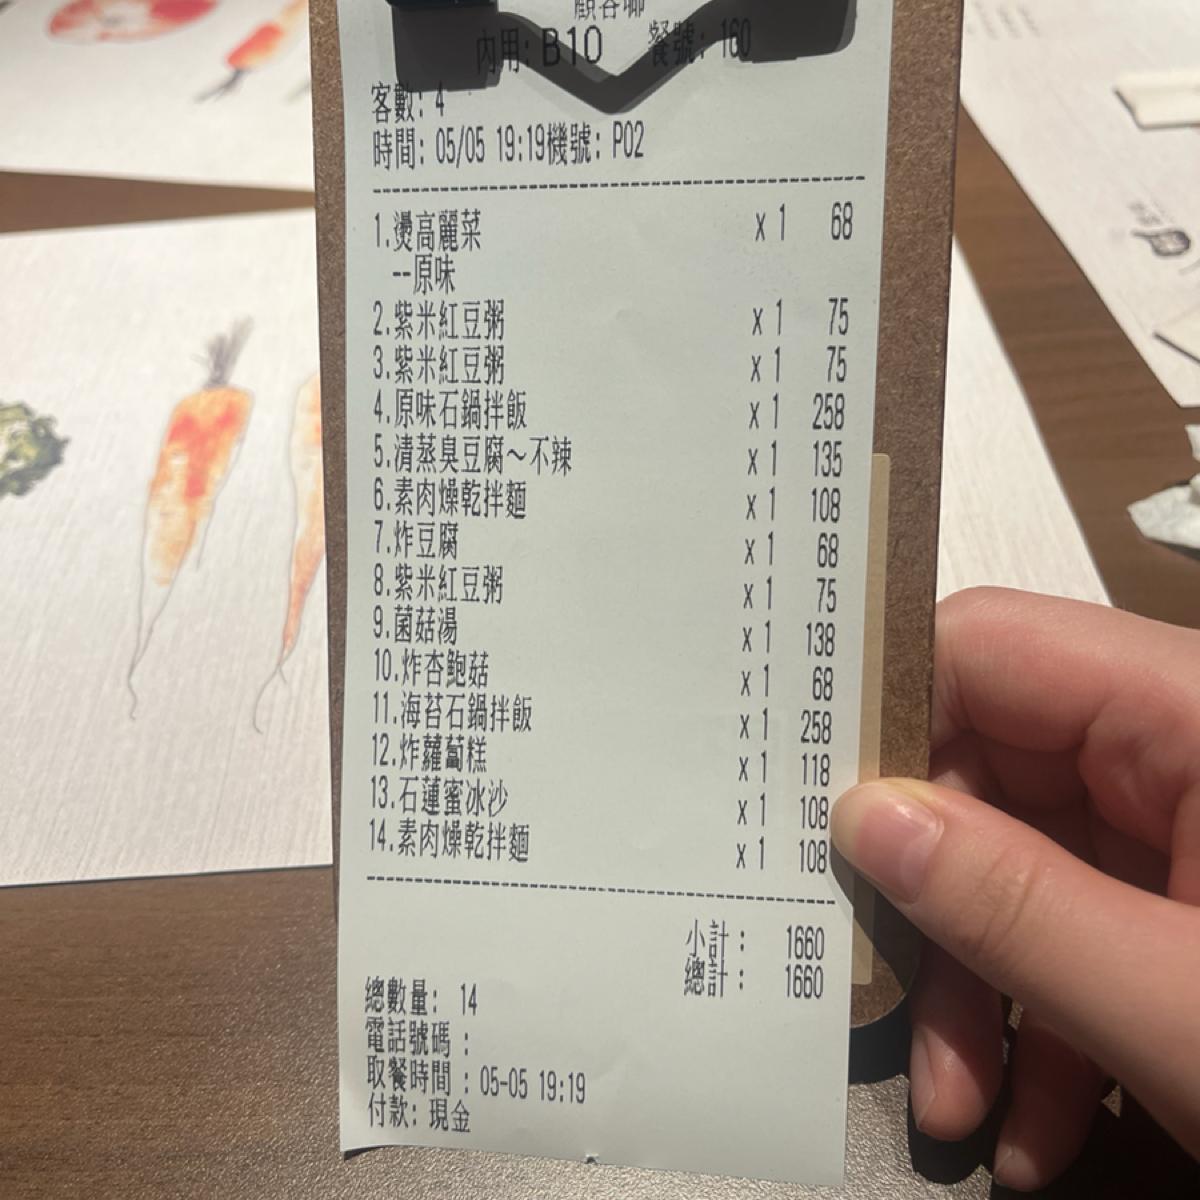 顧客聯
內用: B10 餐號: 160
客數: 4
時間: 05/05 19:19機號: P02
1.燙高麗菜 x 1 68
--原味
2.紫米紅豆粥 x 1 75
3.紫米紅豆粥 x 1 75
4.原味石鍋拌飯 x 1 258
5.清蒸臭豆腐～不辣 x 1 135
6.素肉燥乾拌麵 x 1 108
7.炸豆腐 x 1 68
8.紫米紅豆粥 x 1 75
9.菌菇湯 x 1 138
10.炸杏鮑菇 x 1 68
11.海苔石鍋拌飯 x 1 258
12.炸蘿蔔糕 x 1 118
13.石蓮蜜冰沙 x 1 108
14.素肉燥乾拌麵 x 1 108
小計: 1660
總計: 1660
總數量: 14
電話號碼:
取餐時間: 05-05 19:19
付款: 現金